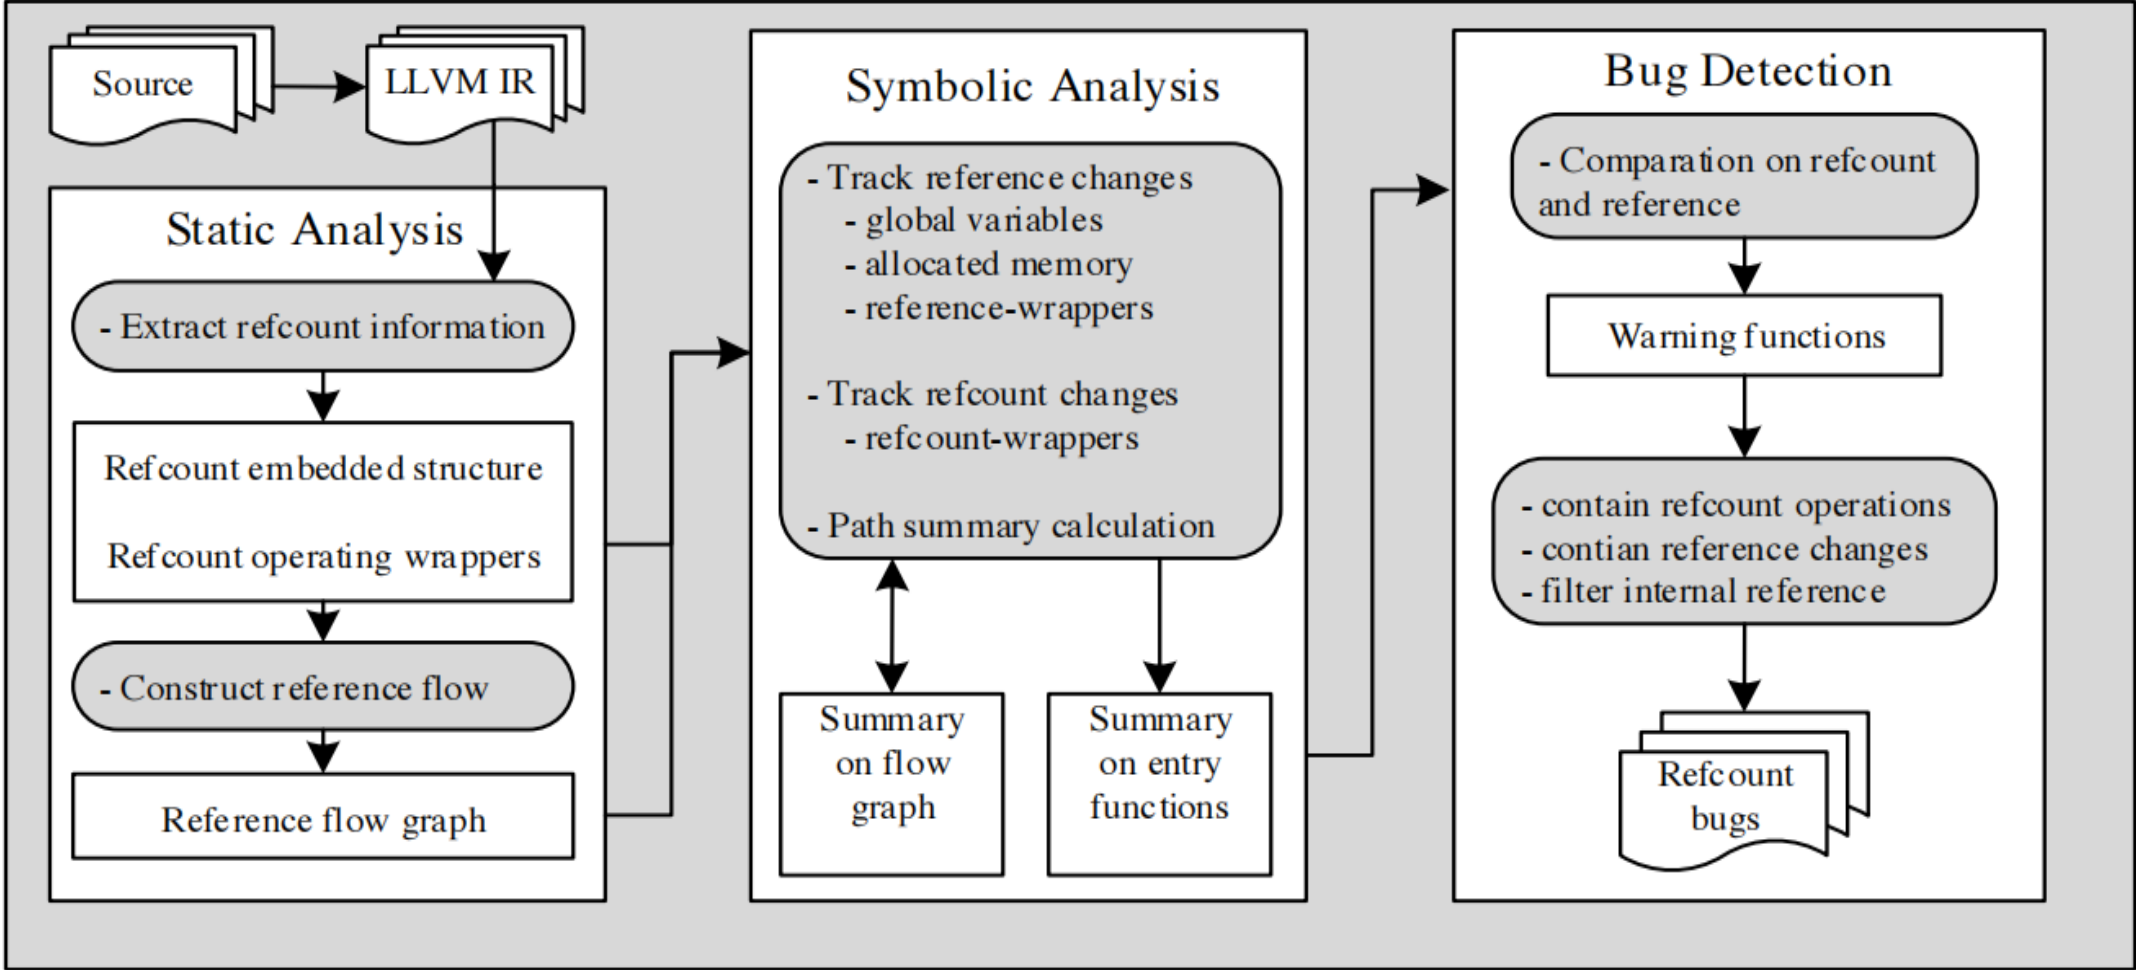 Source
LLVM IR
Static Analysis
- Extract refcount information
Refcount embedded structure
Refcount operating wrappers
- Construct reference flow
Reference flow graph
Symbolic Analysis
- Track reference changes
- global variables
- allocated memory
- reference-wrappers
- Track refcount changes
- refcount-wrappers
- Path summary calculation
Summary
on flow
graph
Summary
on entry
functions
Bug Detection
- Comparation on refcount
and reference
Warning functions
- contain refcount operations
- contian reference changes
- filter internal reference
Refcount
bugs